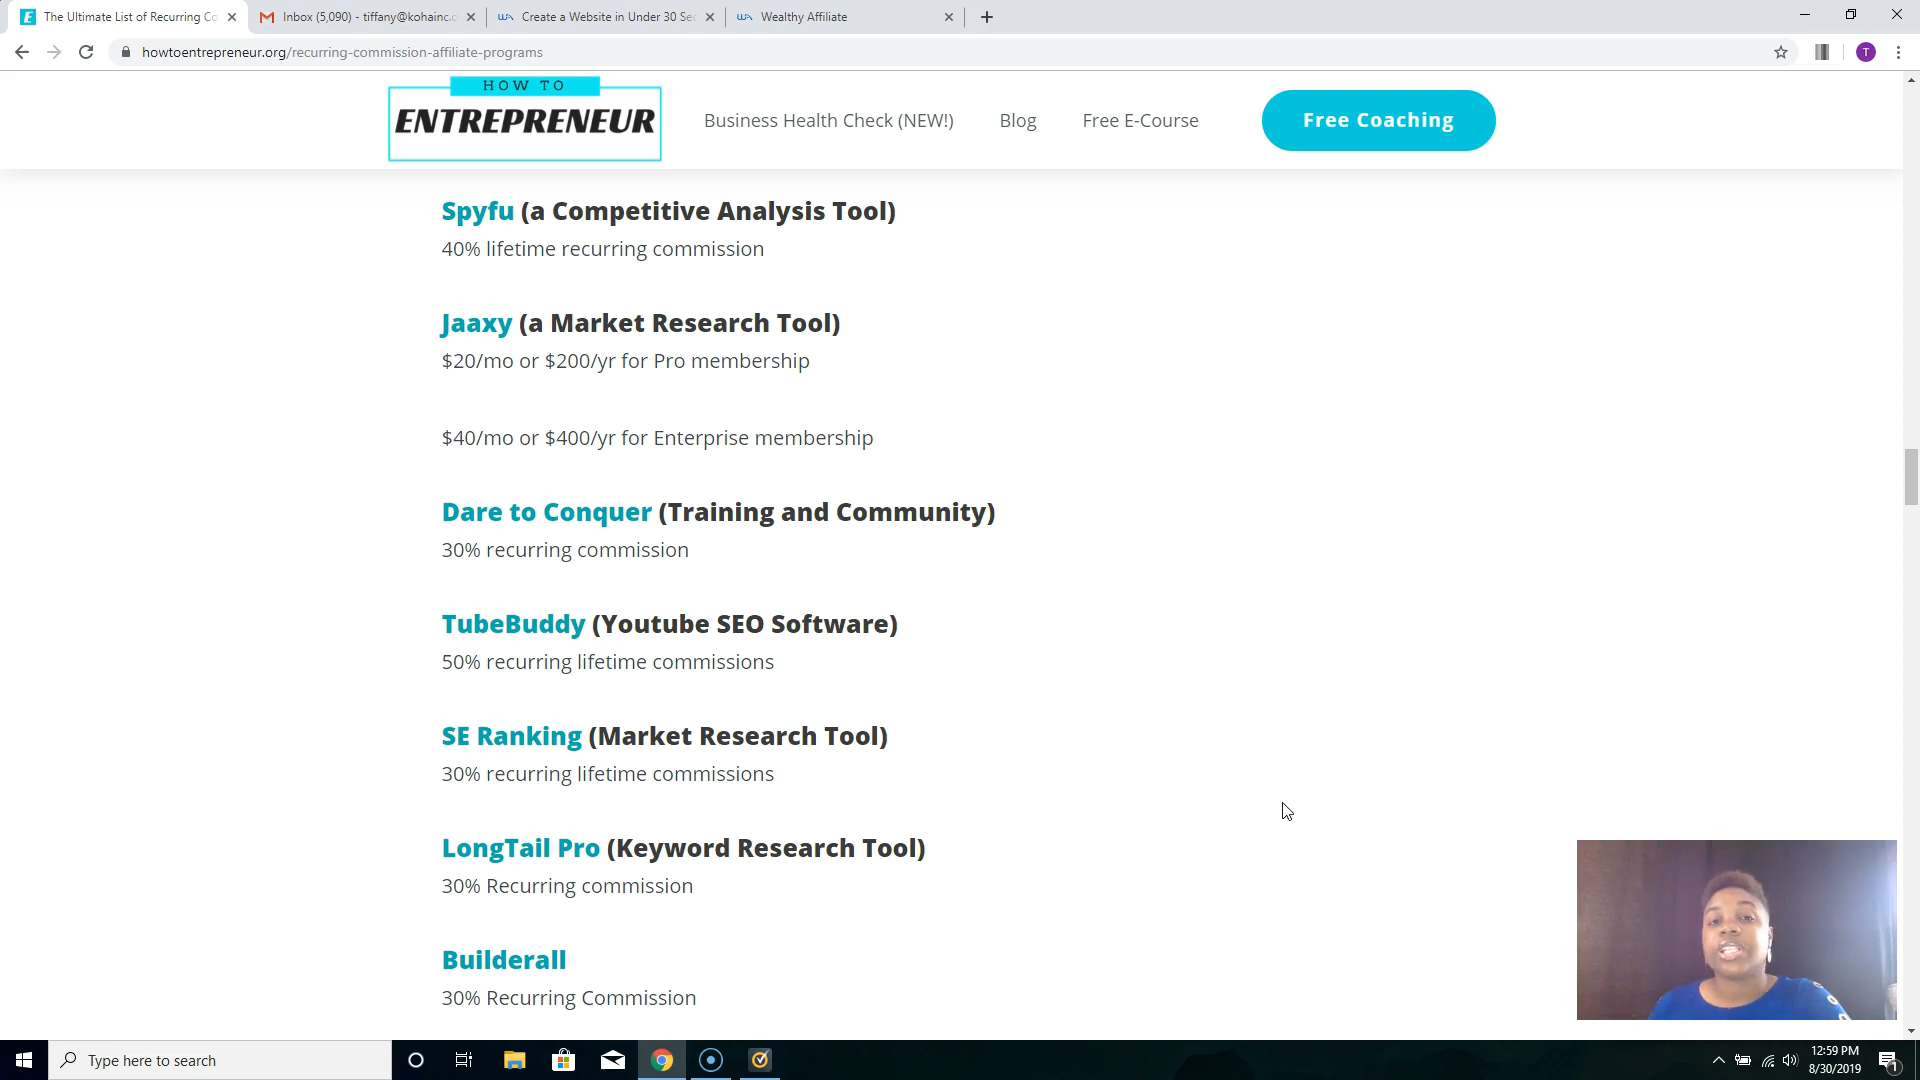 The Ultimate List of Recurring Co
Inbox (5,090) - tiffany@kohainc.c
Create a Website in Under 30 Sec
Wealthy Affiliate
howtoentrepreneur.org/recurring-commission-affiliate-programs
T
HOW TO
ENTREPRENEUR
Business Health Check (NEW!)
Blog
Free E-Course
Free Coaching
Spyfu (a Competitive Analysis Tool)
40% lifetime recurring commission
Jaaxy (a Market Research Tool)
$20/mo or $200/yr for Pro membership
$40/mo or $400/yr for Enterprise membership
Dare to Conquer (Training and Community)
30% recurring commission
TubeBuddy (Youtube SEO Software)
50% recurring lifetime commissions
SE Ranking (Market Research Tool)
30% recurring lifetime commissions
LongTail Pro (Keyword Research Tool)
30% Recurring commission
Builderall
30% Recurring Commission
Type here to search
12:59 PM
8/30/2019
1